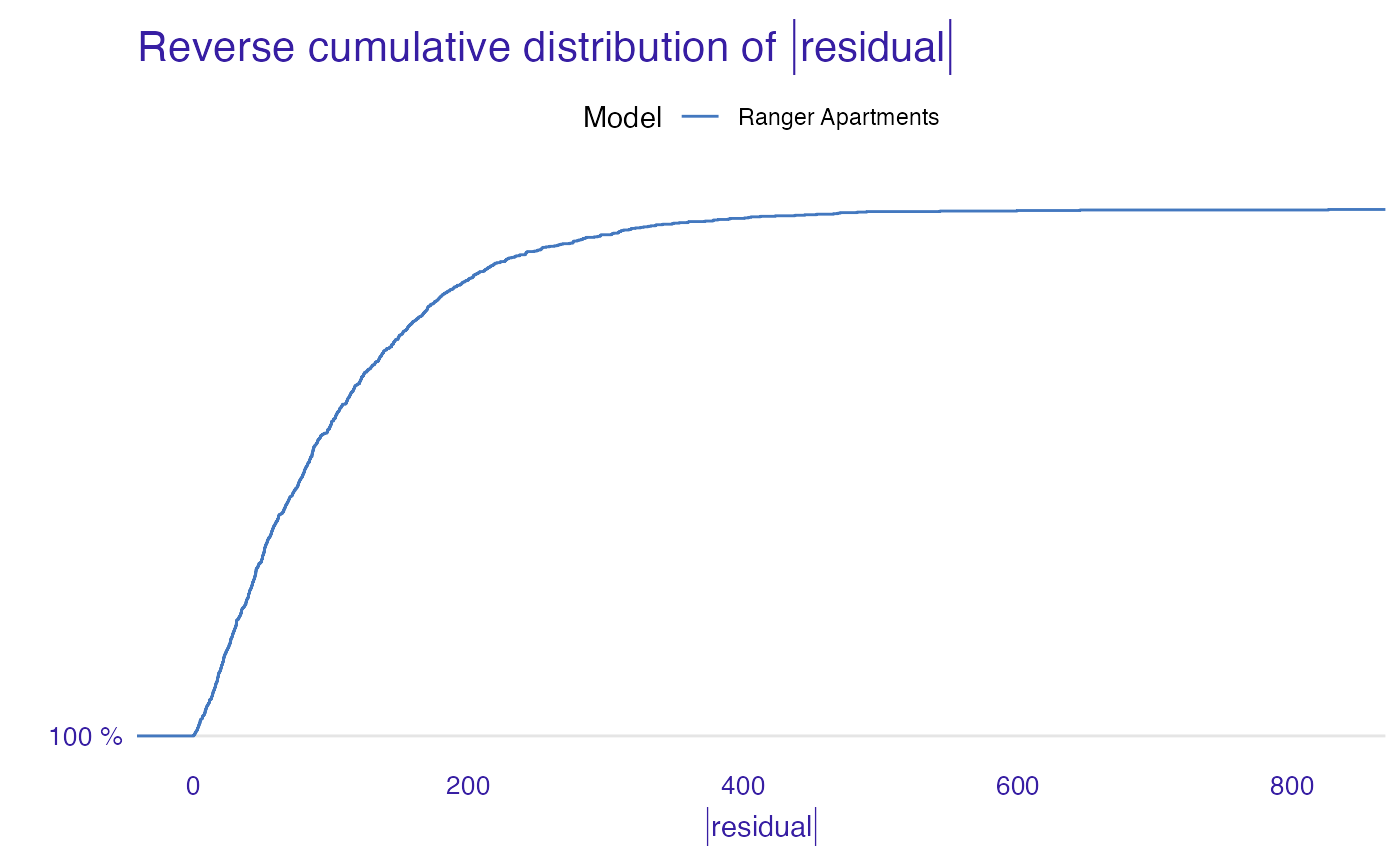 Reverse cumulative distribution of |residual|
Model Ranger Apartments
100 %
0 200 400 600 800
|residual|